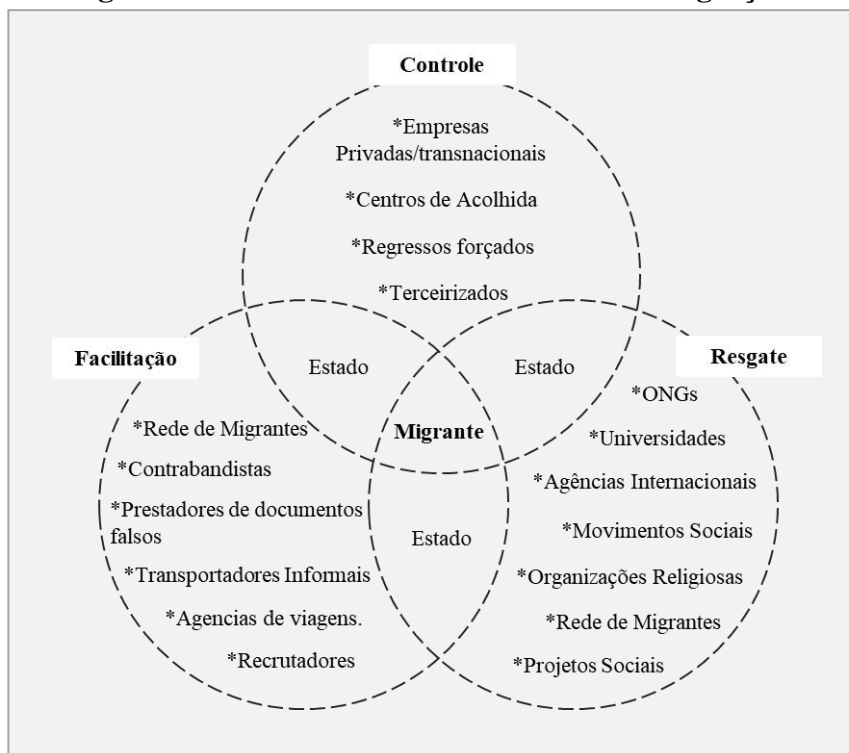 Controle
*Empresas
Privadas/transnacionais
*Centros de Acolhida
*Regressos forçados
*Terceirizados
Facilitação
Estado
Estado
Resgate
Migrante
Estado
*Rede de Migrantes
*Contrabandistas
*Prestadores de documentos
falsos
*Transportadores Informais
*Agencias de viagens.
*Recrutadores
*ONGs
*Universidades
*Agências Internacionais
*Movimentos Sociais
*Organizações Religiosas
*Rede de Migrantes
*Projetos Sociais